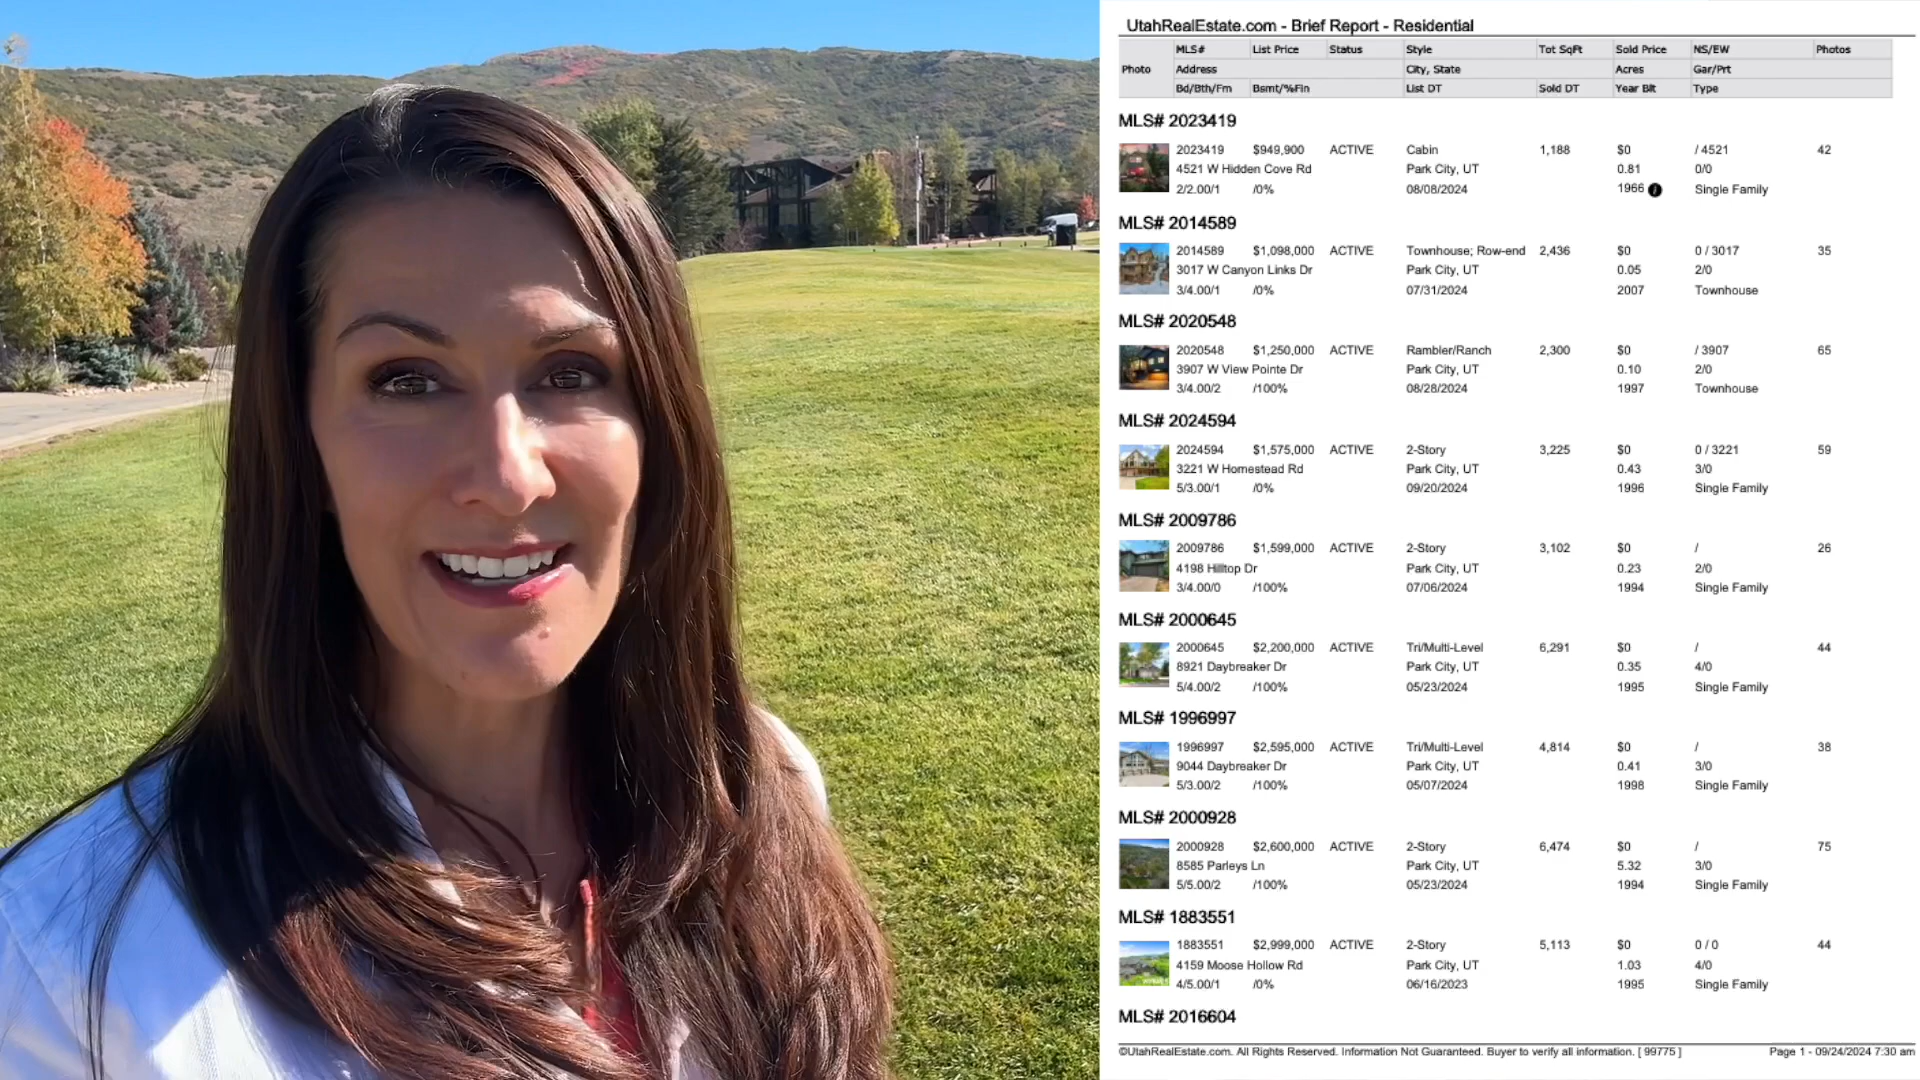 UtahRealEstate.com - Brief Report - Residential
MLS# List Price Status Style Tot SqFt Sold Price NS/EW Photos
Photo Address City, State Acres Gar/Prt
Bd/Bth/Fm Bsmt/%Fin List DT Sold DT Year Blt Type
MLS# 2023419
2023419 $949,900 ACTIVE Cabin 1,188 $0 / 4521 42
4521 W Hidden Cove Rd Park City, UT 0.81 0/0
2/2.00/1 /0% 08/08/2024 1966 i Single Family
MLS# 2014589
2014589 $1,098,000 ACTIVE Townhouse; Row-end 2,436 $0 0 / 3017 35
3017 W Canyon Links Dr Park City, UT 0.05 2/0
3/4.00/1 /0% 07/31/2024 2007 Townhouse
MLS# 2020548
2020548 $1,250,000 ACTIVE Rambler/Ranch 2,300 $0 / 3907 65
3907 W View Pointe Dr Park City, UT 0.10 2/0
3/4.00/2 /100% 08/28/2024 1997 Townhouse
MLS# 2024594
2024594 $1,575,000 ACTIVE 2-Story 3,225 $0 0 / 3221 59
3221 W Homestead Rd Park City, UT 0.43 3/0
5/3.00/1 /0% 09/20/2024 1996 Single Family
MLS# 2009786
2009786 $1,599,000 ACTIVE 2-Story 3,102 $0 / 26
4198 Hilltop Dr Park City, UT 0.23 2/0
3/4.00/0 /100% 07/06/2024 1994 Single Family
MLS# 2000645
2000645 $2,200,000 ACTIVE Tri/Multi-Level 6,291 $0 / 44
8921 Daybreaker Dr Park City, UT 0.35 4/0
5/4.00/2 /100% 05/23/2024 1995 Single Family
MLS# 1996997
1996997 $2,595,000 ACTIVE Tri/Multi-Level 4,814 $0 / 38
9044 Daybreaker Dr Park City, UT 0.41 3/0
5/3.00/2 /100% 05/07/2024 1998 Single Family
MLS# 2000928
2000928 $2,600,000 ACTIVE 2-Story 6,474 $0 / 75
8585 Parleys Ln Park City, UT 5.32 3/0
5/5.00/2 /100% 05/23/2024 1994 Single Family
MLS# 1883551
1883551 $2,999,000 ACTIVE 2-Story 5,113 $0 0 / 0 44
4159 Moose Hollow Rd Park City, UT 1.03 4/0
4/5.00/1 /0% 06/16/2023 1995 Single Family
MLS# 2016604
©UtahRealEstate.com. All Rights Reserved. Information Not Guaranteed. Buyer to verify all information. [ 99775 ] Page 1 - 09/24/2024 7:30 am